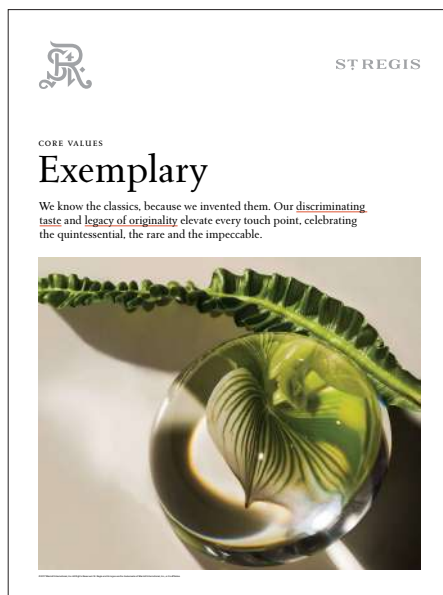 ST REGIS
CORE VALUES
Exemplary
We know the classics, because we invented them. Our discriminating
taste and legacy of originality elevate every touch point, celebrating
the quintessential, the rare and the impeccable.